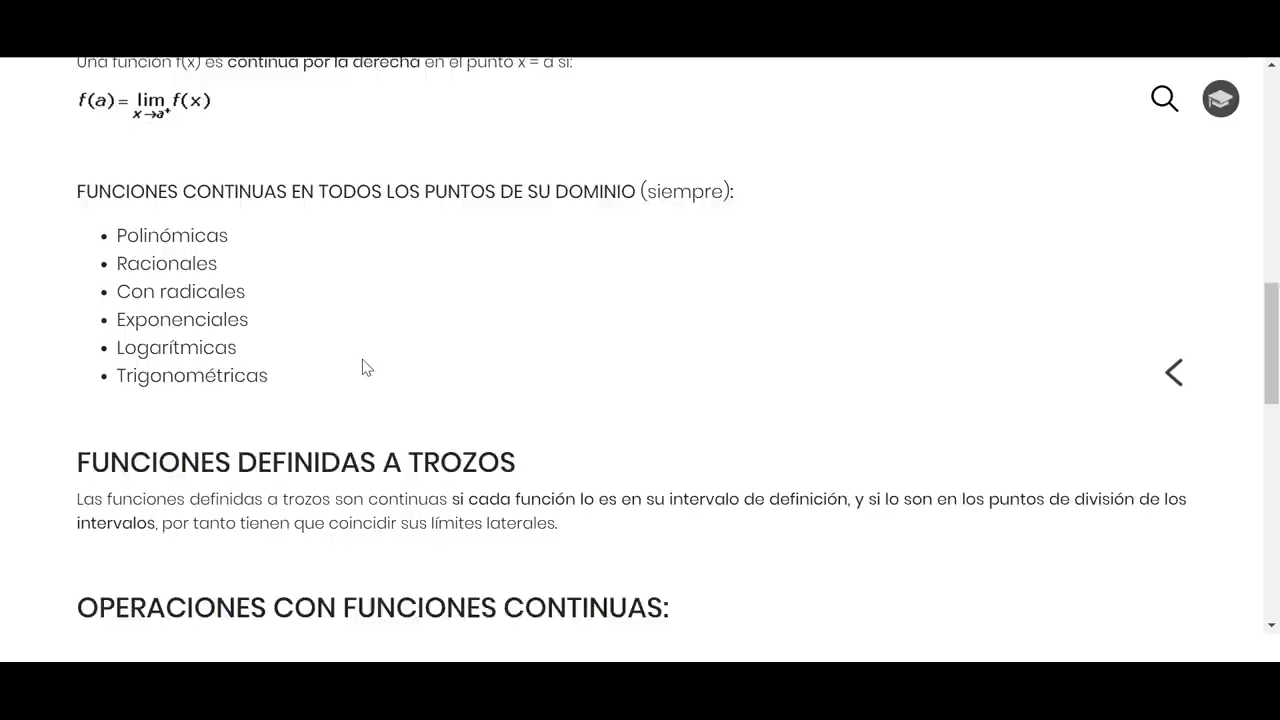 Una función f(x) es continua por la derecha en el punto x = a si:
f(a) = lim f(x)
x→a⁺
FUNCIONES CONTINUAS EN TODOS LOS PUNTOS DE SU DOMINIO (siempre):
• Polinómicas
• Racionales
• Con radicales
• Exponenciales
• Logarítmicas
• Trigonométricas
FUNCIONES DEFINIDAS A TROZOS
Las funciones definidas a trozos son continuas si cada función lo es en su intervalo de definición, y si lo son en los puntos de división de los
intervalos, por tanto tienen que coincidir sus límites laterales.
OPERACIONES CON FUNCIONES CONTINUAS: